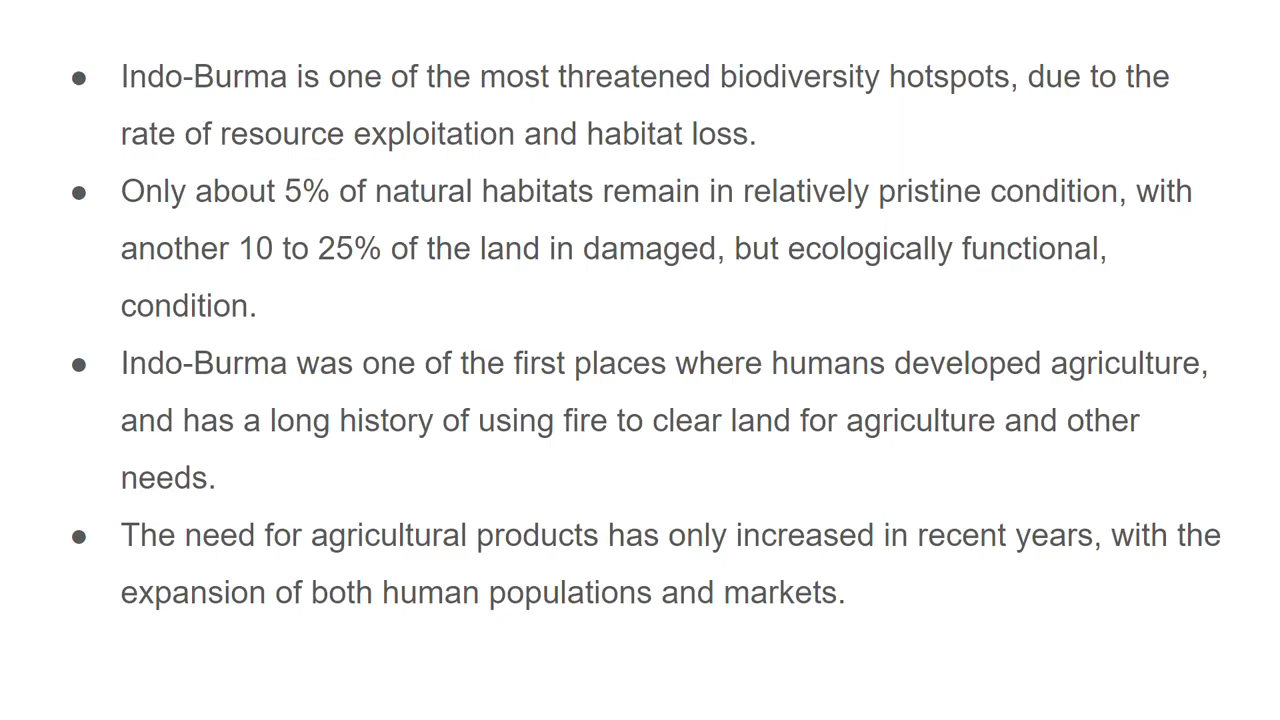 ● Indo-Burma is one of the most threatened biodiversity hotspots, due to the
rate of resource exploitation and habitat loss.
● Only about 5% of natural habitats remain in relatively pristine condition, with
another 10 to 25% of the land in damaged, but ecologically functional,
condition.
● Indo-Burma was one of the first places where humans developed agriculture,
and has a long history of using fire to clear land for agriculture and other
needs.
● The need for agricultural products has only increased in recent years, with the
expansion of both human populations and markets.